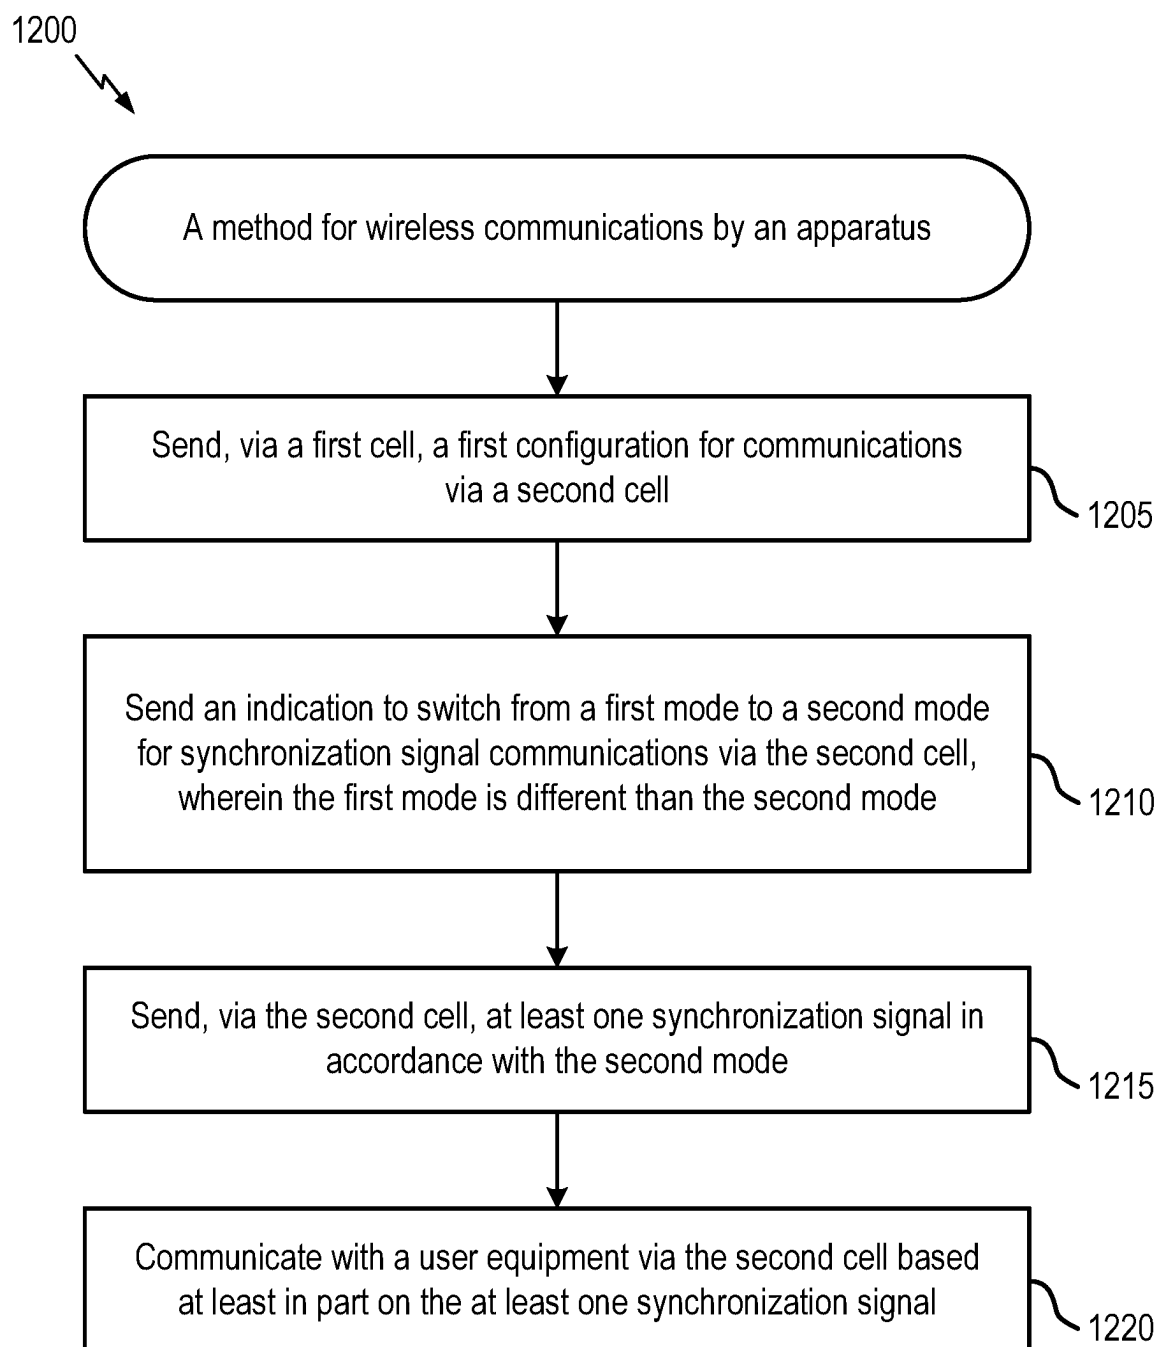 1200
A method for wireless communications by an apparatus
Send, via a first cell, a first configuration for communications
via a second cell
1205
Send an indication to switch from a first mode to a second mode
for synchronization signal communications via the second cell,
wherein the first mode is different than the second mode
1210
Send, via the second cell, at least one synchronization signal in
accordance with the second mode
1215
Communicate with a user equipment via the second cell based
at least in part on the at least one synchronization signal
1220